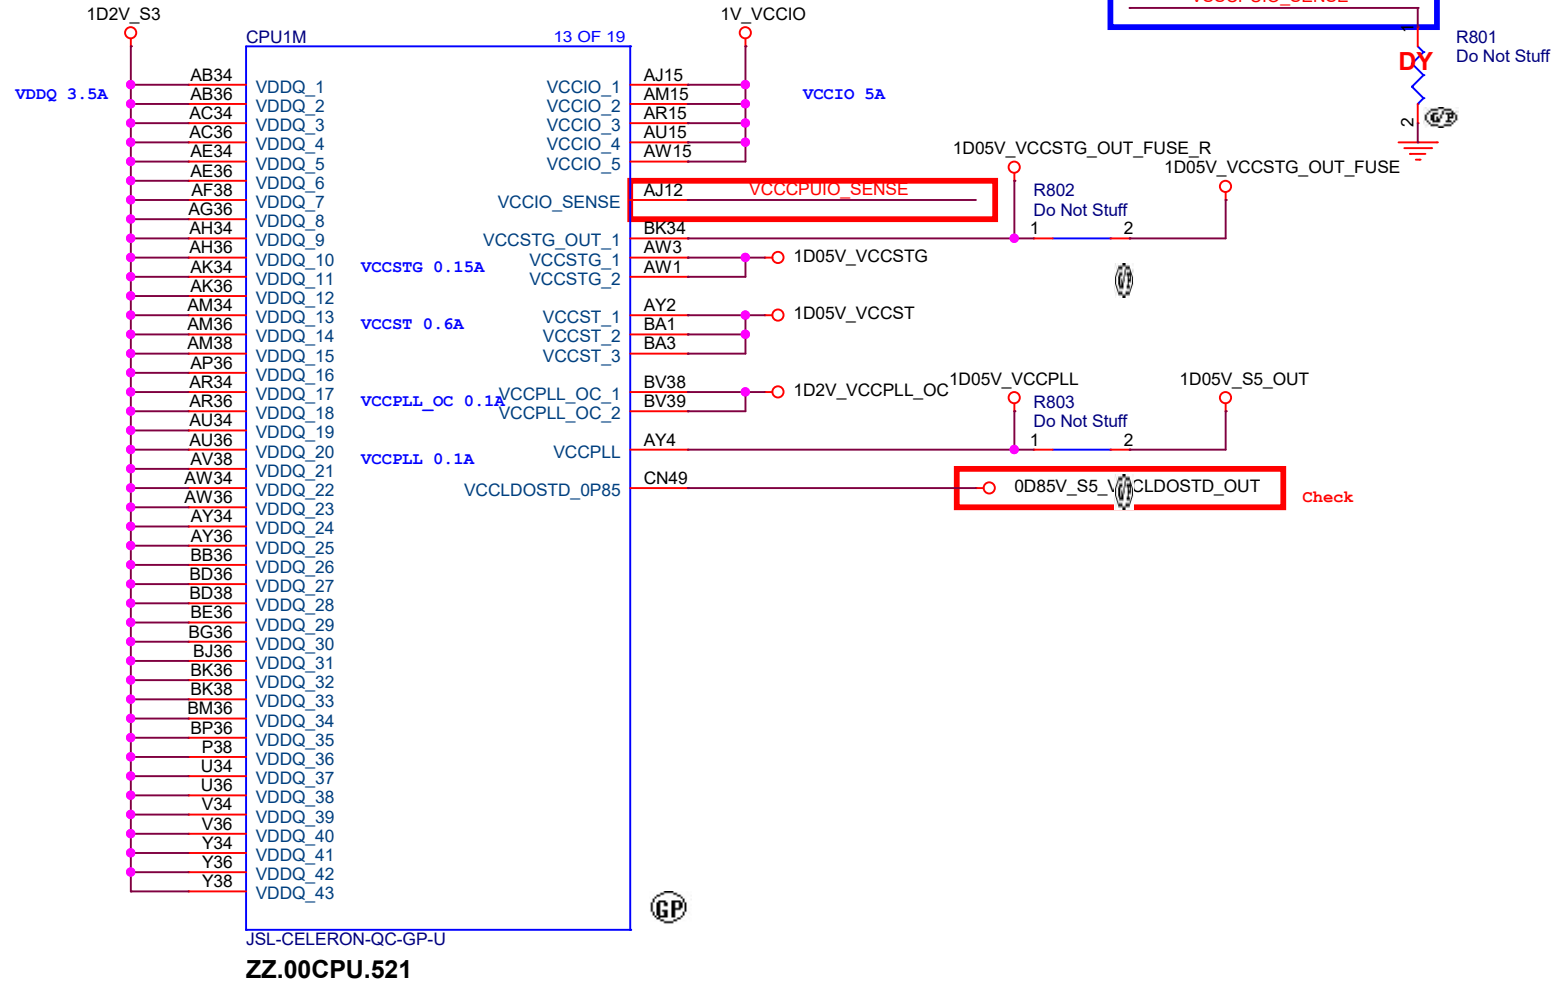 1D2V_S3
1V_VCCIO
CPU1M
13 OF 19
R801
Do Not Stuff
DY
1
2
VDDQ 3.5A
VCCIO 5A
AB34 VDDQ_1
AB36 VDDQ_2
AC34 VDDQ_3
AC36 VDDQ_4
AE34 VDDQ_5
AE36 VDDQ_6
AF38 VDDQ_7
AG36 VDDQ_8
AH34 VDDQ_9
AH36 VDDQ_10
AK34 VDDQ_11
AK36 VDDQ_12
AM34 VDDQ_13
AM36 VDDQ_14
AM38 VDDQ_15
AP36 VDDQ_16
AR34 VDDQ_17
AR36 VDDQ_18
AU34 VDDQ_19
AU36 VDDQ_20
AV38 VDDQ_21
AW34 VDDQ_22
AW36 VDDQ_23
AY34 VDDQ_24
AY36 VDDQ_25
BB36 VDDQ_26
BD36 VDDQ_27
BD38 VDDQ_28
BE36 VDDQ_29
BG36 VDDQ_30
BJ36 VDDQ_31
BK36 VDDQ_32
BK38 VDDQ_33
BM36 VDDQ_34
BP36 VDDQ_35
P38 VDDQ_36
U34 VDDQ_37
U36 VDDQ_38
V34 VDDQ_39
V36 VDDQ_40
Y34 VDDQ_41
Y36 VDDQ_42
Y38 VDDQ_43
VCCSTG 0.15A
VCCST 0.6A
VCCPLL_OC 0.1A
VCCPLL 0.1A
VCCIO_1 AJ15
VCCIO_2 AM15
VCCIO_3 AR15
VCCIO_4 AU15
VCCIO_5 AW15
VCCIO_SENSE AJ12 VCCCPUIO_SENSE
VCCSTG_OUT_1 BK34
VCCSTG_1 AW3 1D05V_VCCSTG
VCCSTG_2 AW1
VCCST_1 AY2 1D05V_VCCST
VCCST_2 BA1
VCCST_3 BA3
VCCPLL_OC_1 BV38 1D2V_VCCPLL_OC
VCCPLL_OC_2 BV39
VCCPLL AY4
VCCLDOSTD_0P85 CN49
1D05V_VCCSTG_OUT_FUSE_R
1D05V_VCCSTG_OUT_FUSE
R802
Do Not Stuff
1 2
1D05V_VCCPLL
1D05V_S5_OUT
R803
Do Not Stuff
1 2
0D85V_S5_VCCLDOSTD_OUT
Check
GP
JSL-CELERON-QC-GP-U
ZZ.00CPU.521